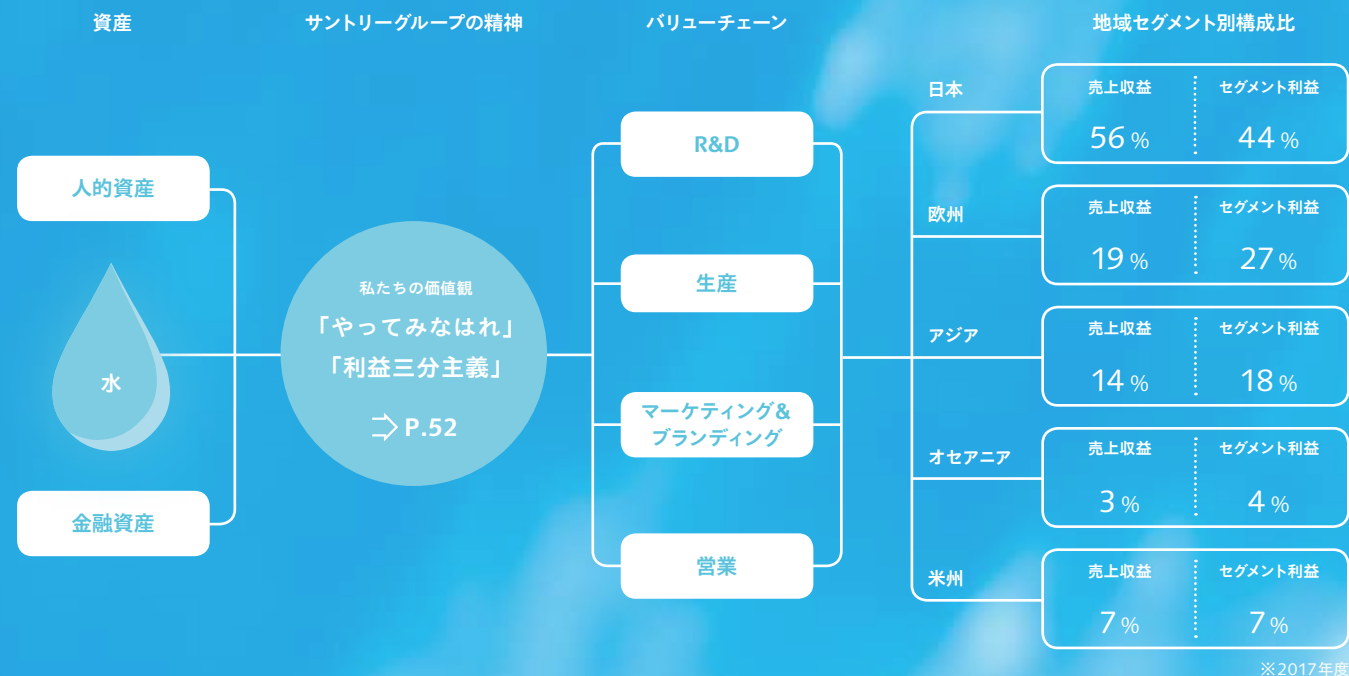 資産
サントリーグループの精神
バリューチェーン
地域セグメント別構成比
人的資産
水
金融資産
私たちの価値観
「やってみなはれ」
「利益三分主義」
⇒ P.52
R&D
生産
マーケティング&
ブランディング
営業
日本
売上収益 セグメント利益
56 % 44 %
欧州
売上収益 セグメント利益
19 % 27 %
アジア
売上収益 セグメント利益
14 % 18 %
オセアニア
売上収益 セグメント利益
3 % 4 %
米州
売上収益 セグメント利益
7 % 7 %
※2017年度